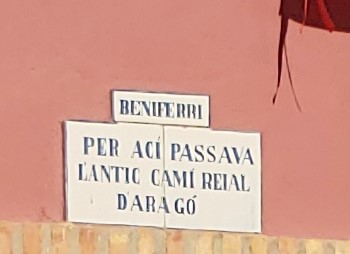 BENIFERRI
PER ACÍ PASSAVA
L'ANTIC CAMÍ REIAL
D'ARAGÓ